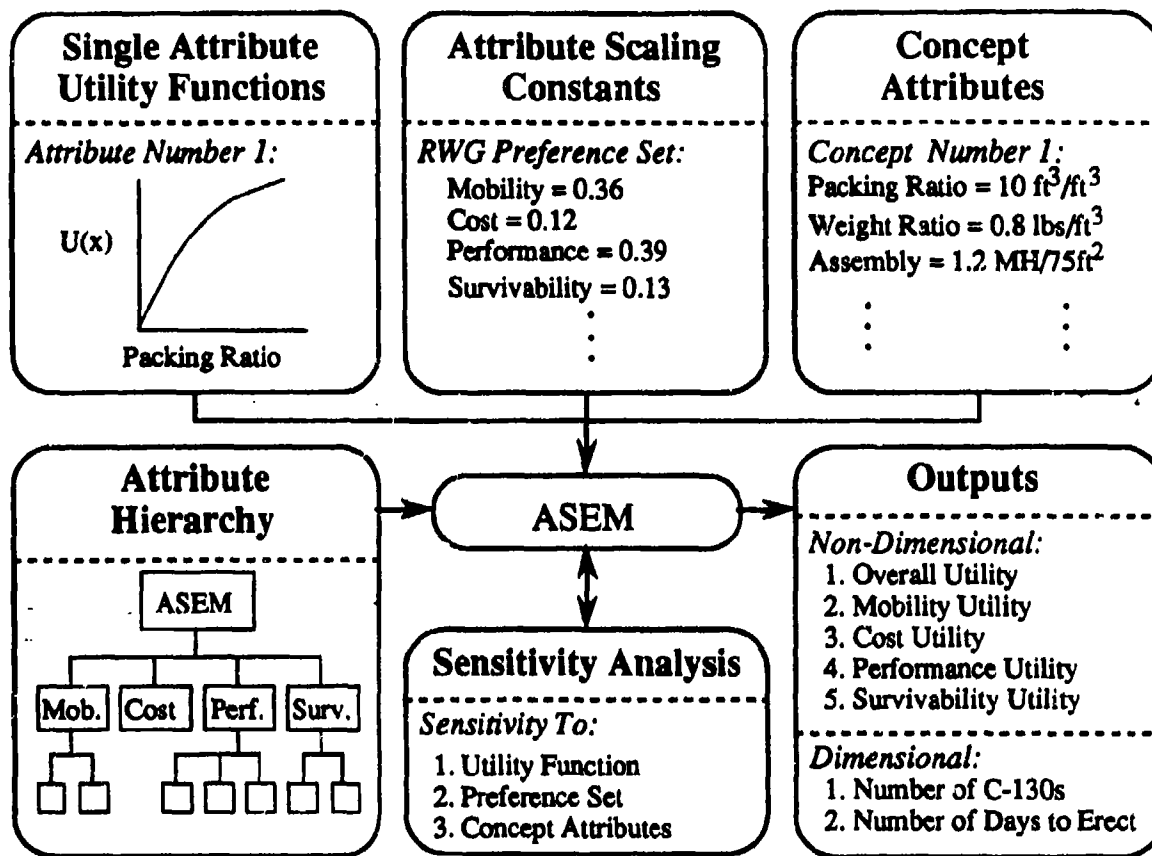 Single Attribute
Utility Functions
Attribute Number 1:
U(x)
Packing Ratio
Attribute Scaling
Constants
RWG Preference Set:
Mobility = 0.36
Cost = 0.12
Performance = 0.39
Survivability = 0.13
Concept
Attributes
Concept Number 1:
Packing Ratio = 10 ft³/ft³
Weight Ratio = 0.8 lbs/ft³
Assembly = 1.2 MH/75ft²
Attribute
Hierarchy
ASEM
Mob. Cost Perf. Surv.
ASEM
Sensitivity Analysis
Sensitivity To:
1. Utility Function
2. Preference Set
3. Concept Attributes
Outputs
Non-Dimensional:
1. Overall Utility
2. Mobility Utility
3. Cost Utility
4. Performance Utility
5. Survivability Utility
Dimensional:
1. Number of C-130s
2. Number of Days to Erect